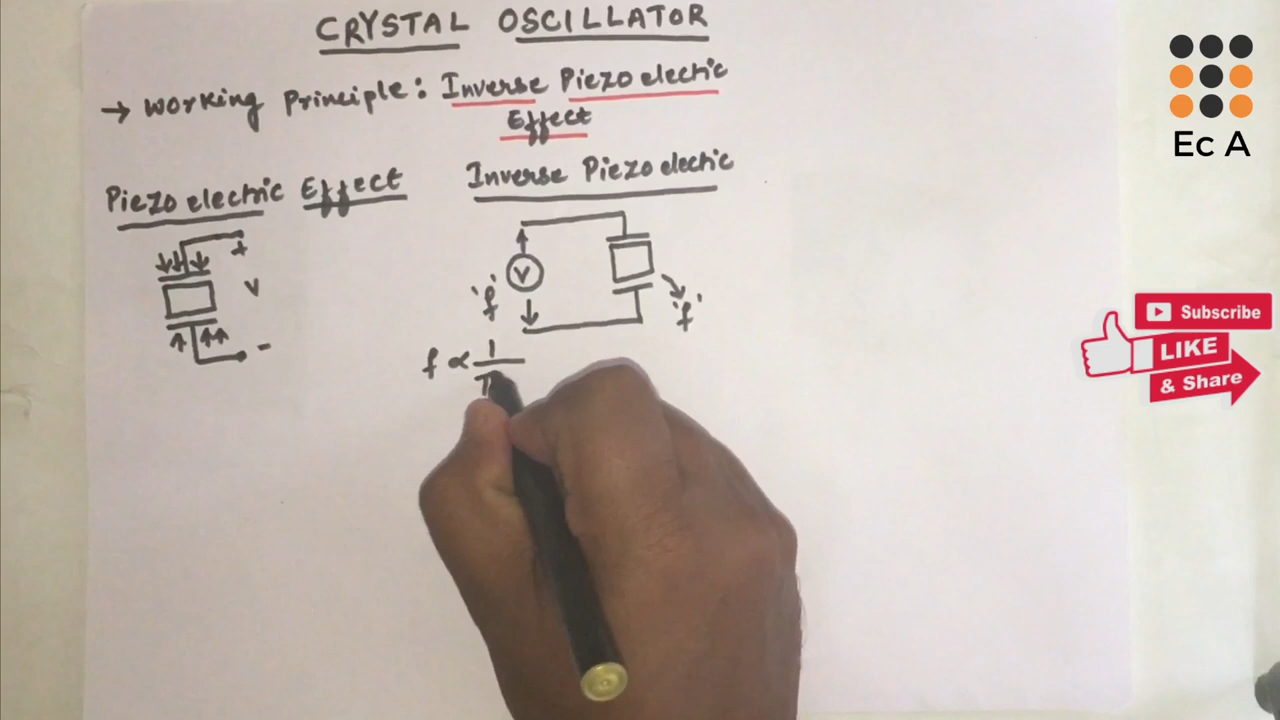 CRYSTAL OSCILLATOR
→ Working Principle: Inverse Piezo electric
Effect
Piezo electric Effect
Inverse Piezo electric
+
V
-
V
'f'
'f'
f ∝ 1
T
Ec A
Subscribe
LIKE
& Share